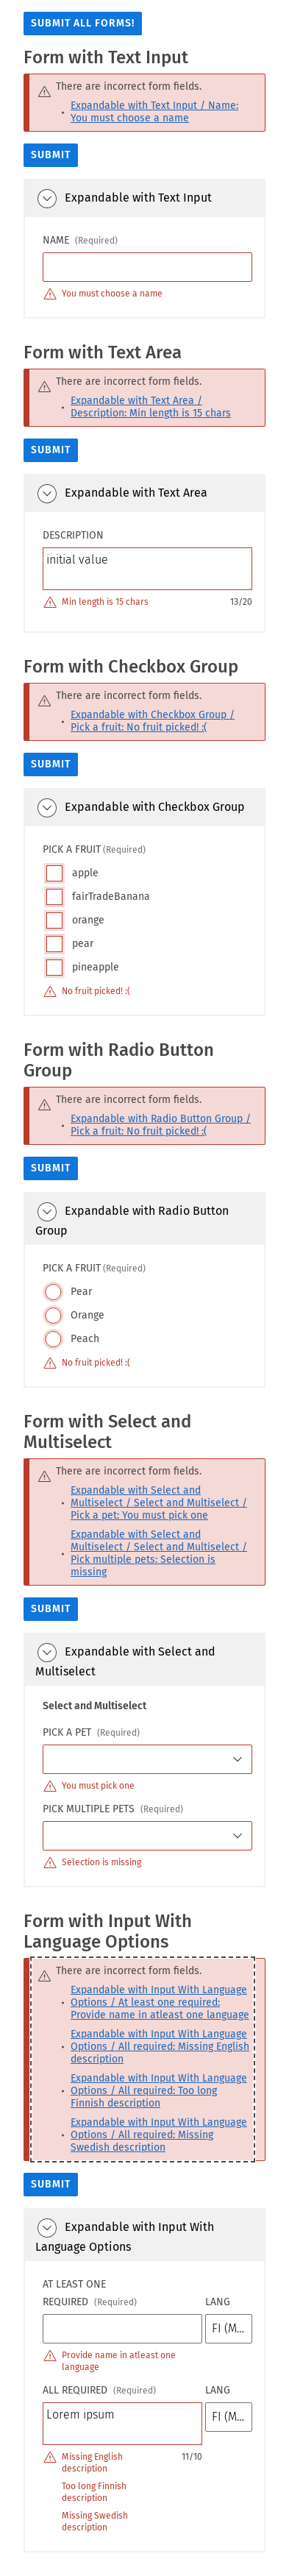 SUBMIT ALL FORMS!
Form with Text Input
There are incorrect form fields.
Expandable with Text Input / Name:
You must choose a name
SUBMIT
Expandable with Text Input
NAME (Required)
You must choose a name
Form with Text Area
There are incorrect form fields.
Expandable with Text Area /
Description: Min length is 15 chars
SUBMIT
Expandable with Text Area
DESCRIPTION
initial value
Min length is 15 chars 13/20
Form with Checkbox Group
There are incorrect form fields.
Expandable with Checkbox Group /
Pick a fruit: No fruit picked! :(
SUBMIT
Expandable with Checkbox Group
PICK A FRUIT (Required)
apple
fairTradeBanana
orange
pear
pineapple
No fruit picked! :(
Form with Radio Button
Group
There are incorrect form fields.
Expandable with Radio Button Group /
Pick a fruit: No fruit picked! :(
SUBMIT
Expandable with Radio Button
Group
PICK A FRUIT (Required)
Pear
Orange
Peach
No fruit picked! :(
Form with Select and
Multiselect
There are incorrect form fields.
Expandable with Select and
Multiselect / Select and Multiselect /
Pick a pet: You must pick one
Expandable with Select and
Multiselect / Select and Multiselect /
Pick multiple pets: Selection is
missing
SUBMIT
Expandable with Select and
Multiselect
Select and Multiselect
PICK A PET (Required)
You must pick one
PICK MULTIPLE PETS (Required)
Selection is missing
Form with Input With
Language Options
There are incorrect form fields.
Expandable with Input With Language
Options / At least one required:
Provide name in atleast one language
Expandable with Input With Language
Options / All required: Missing English
description
Expandable with Input With Language
Options / All required: Too long
Finnish description
Expandable with Input With Language
Options / All required: Missing
Swedish description
SUBMIT
Expandable with Input With
Language Options
AT LEAST ONE
REQUIRED (Required) LANG
FI (M...
Provide name in atleast one
language
ALL REQUIRED (Required) LANG
Lorem ipsum FI (M...
Missing English 11/10
description
Too long Finnish
description
Missing Swedish
description